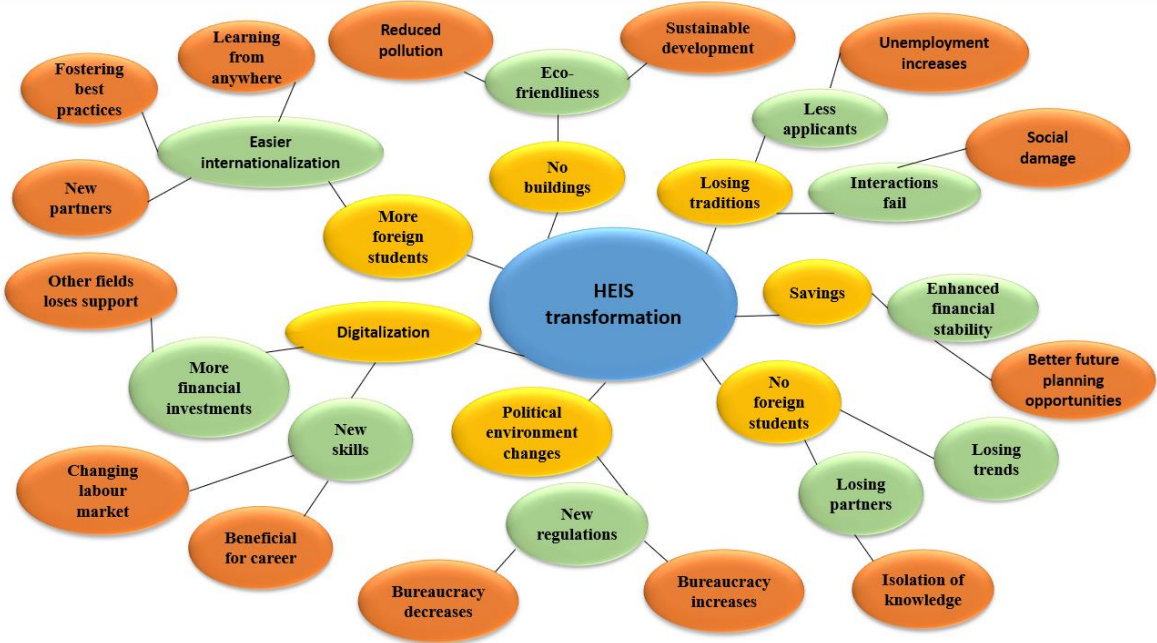 Learning
from
anywhere
Reduced
pollution
Sustainable
development
Unemployment
increases
Fostering
best
practices
Eco-
friendliness
Less
applicants
Easier
internationalization
Social
damage
New
partners
No
buildings
Losing
traditions
Interactions
fail
More
foreign
students
Other fields
loses support
HEIS
transformation
Savings
Enhanced
financial
stability
Digitalization
More
financial
investments
No
foreign
students
Better future
planning
opportunities
Political
environment
changes
New
skills
Losing
trends
Changing
labour
market
Losing
partners
New
regulations
Beneficial
for career
Bureaucracy
decreases
Bureaucracy
increases
Isolation of
knowledge